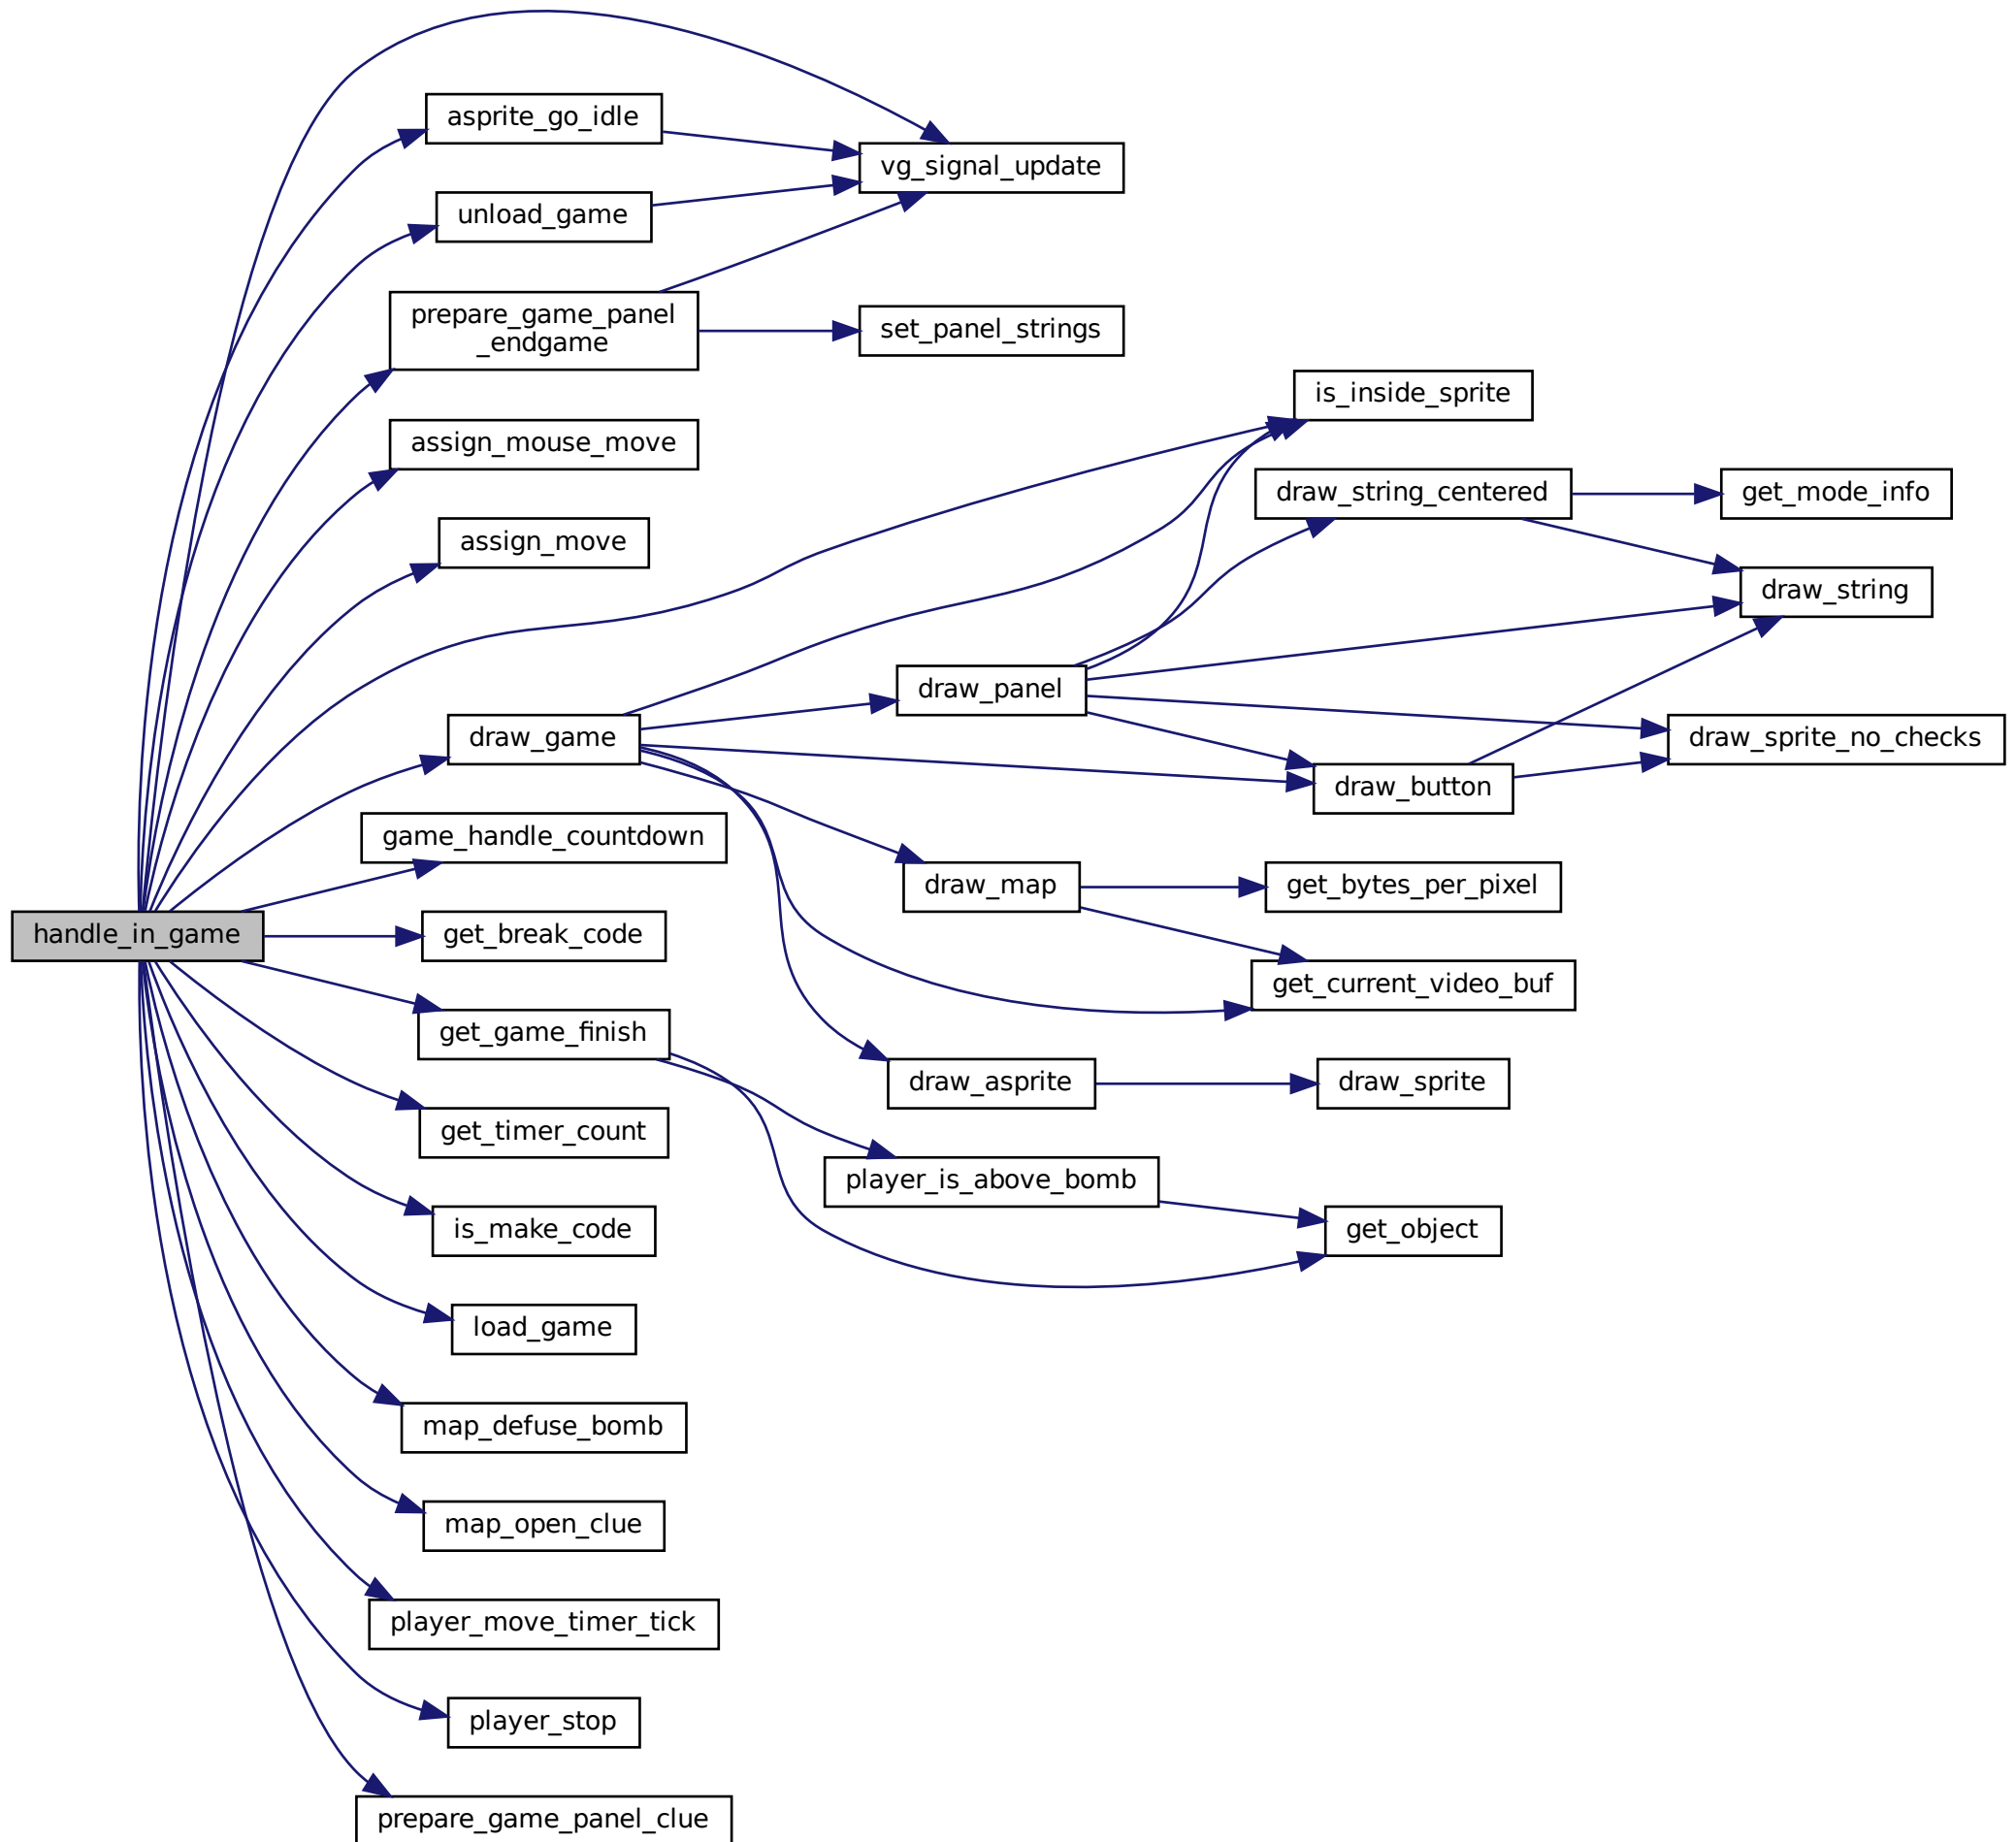 asprite_go_idle
vg_signal_update
unload_game
prepare_game_panel
_endgame
set_panel_strings
is_inside_sprite
assign_mouse_move
draw_string_centered
get_mode_info
assign_move
draw_string
draw_panel
draw_game
draw_sprite_no_checks
draw_button
game_handle_countdown
draw_map
get_bytes_per_pixel
handle_in_game
get_break_code
get_current_video_buf
get_game_finish
draw_asprite
draw_sprite
get_timer_count
player_is_above_bomb
is_make_code
get_object
load_game
map_defuse_bomb
map_open_clue
player_move_timer_tick
player_stop
prepare_game_panel_clue